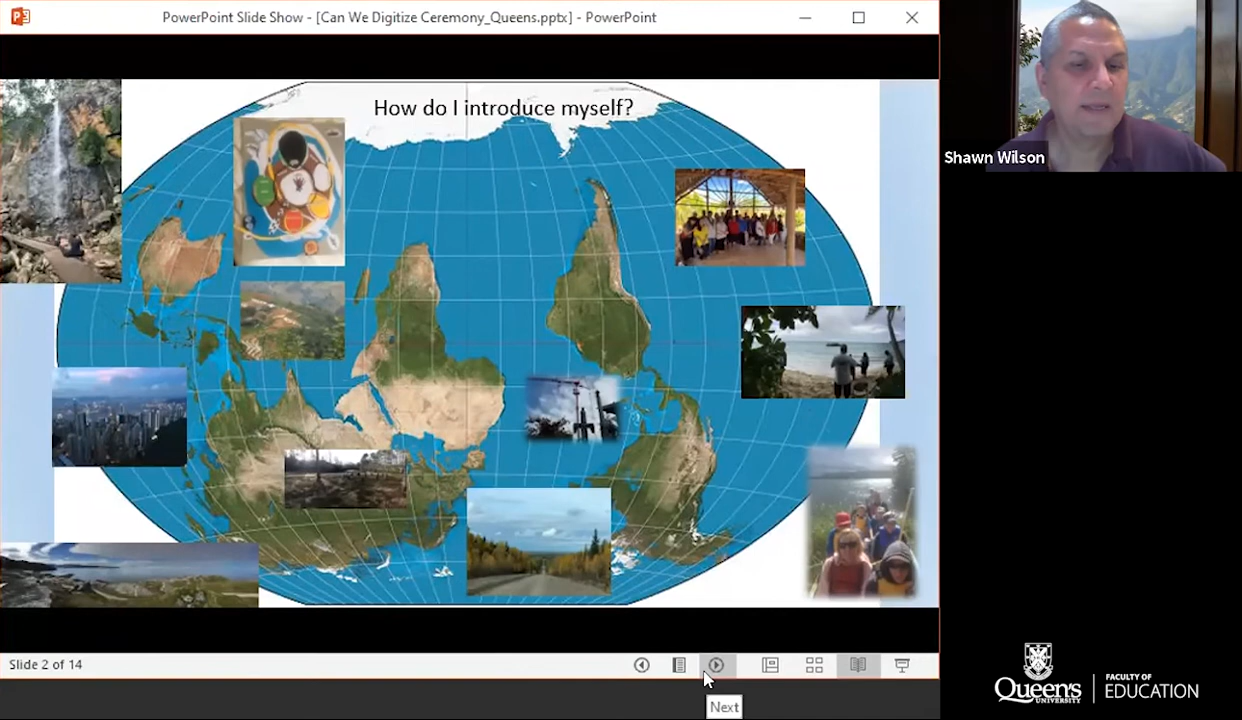 PowerPoint Slide Show - [Can We Digitize Ceremony_Queens.pptx] - PowerPoint
How do I introduce myself?
Shawn Wilson
Slide 2 of 14
Next
Queen's
UNIVERSITY
FACULTY OF
EDUCATION